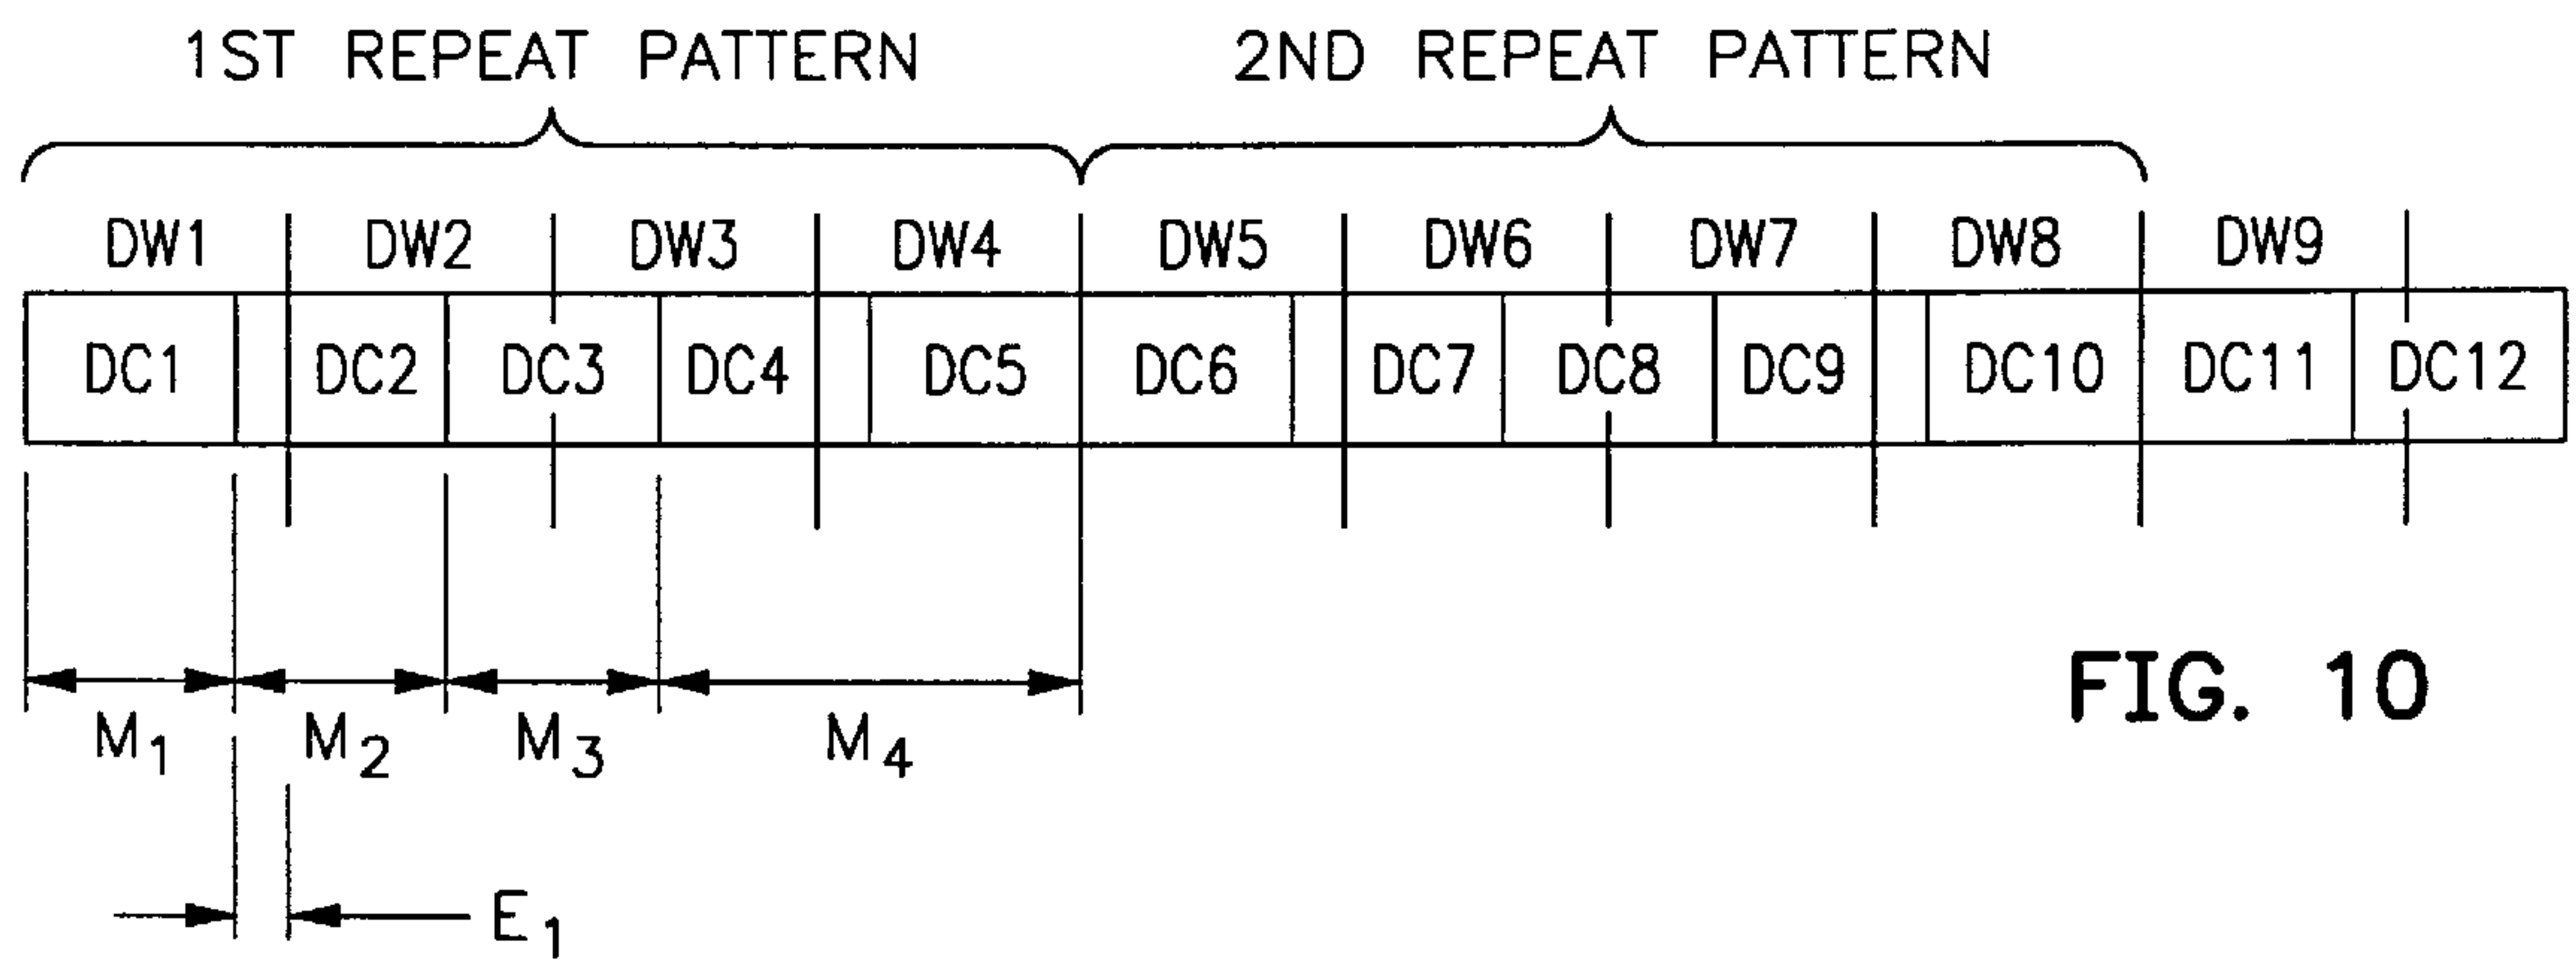 1ST REPEAT PATTERN 2ND REPEAT PATTERN
DW1 DW2 DW3 DW4 DW5 DW6 DW7 DW8 DW9
DC1 DC2 DC3 DC4 DC5 DC6 DC7 DC8 DC9 DC10 DC11 DC12
FIG. 10
M1 M2 M3 M4
E1